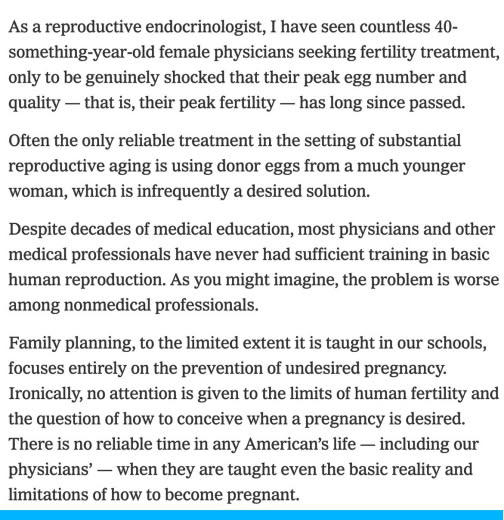 As a reproductive endocrinologist, I have seen countless 40-
something-year-old female physicians seeking fertility treatment,
only to be genuinely shocked that their peak egg number and
quality — that is, their peak fertility — has long since passed.
Often the only reliable treatment in the setting of substantial
reproductive aging is using donor eggs from a much younger
woman, which is infrequently a desired solution.
Despite decades of medical education, most physicians and other
medical professionals have never had sufficient training in basic
human reproduction. As you might imagine, the problem is worse
among nonmedical professionals.
Family planning, to the limited extent it is taught in our schools,
focuses entirely on the prevention of undesired pregnancy.
Ironically, no attention is given to the limits of human fertility and
the question of how to conceive when a pregnancy is desired.
There is no reliable time in any American’s life — including our
physicians’ — when they are taught even the basic reality and
limitations of how to become pregnant.